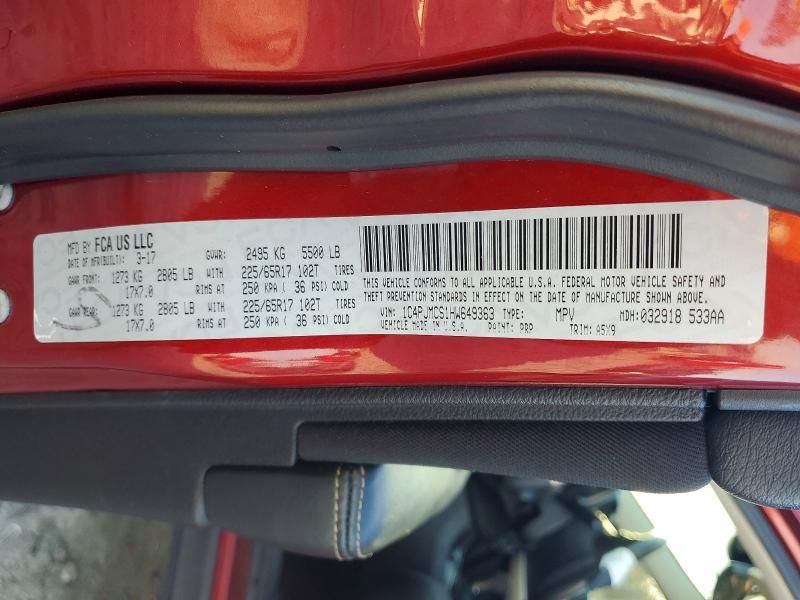 MFD BY FCA US LLC
DATE OF MFR(BUILT): 3-17 GVWR: 2495 KG 5500 LB
GAWR FRONT: 1273 KG 2805 LB WITH 225/65R17 102T TIRES
17X7.0 RIMS AT 250 KPA ( 36 PSI) COLD
GAWR REAR: 1273 KG 2805 LB WITH 225/65R17 102T TIRES
17X7.0 RIMS AT 250 KPA ( 36 PSI) COLD
THIS VEHICLE CONFORMS TO ALL APPLICABLE U.S.A. FEDERAL MOTOR VEHICLE SAFETY AND
THEFT PREVENTION STANDARDS IN EFFECT ON THE DATE OF MANUFACTURE SHOWN ABOVE.
VIN: 1C4PJMCS1HW649363 TYPE: MPV MDH:032918 533AA
VEHICLE MADE IN U.S.A. PAINT: PRP TRIM: A5X9